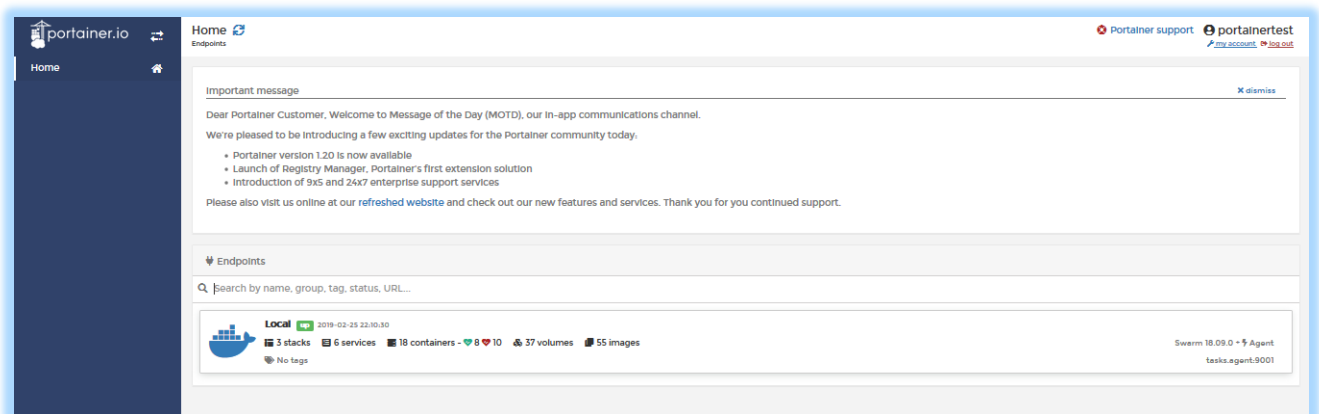 portainer.io
Home
Home
Endpoints
Portainer support
portainertest
my account
log out
Important message
dismiss
Dear Portainer Customer, Welcome to Message of the Day (MOTD), our in-app communications channel.
We're pleased to be introducing a few exciting updates for the Portainer community today:
• Portainer version 1.20 is now available
• Launch of Registry Manager, Portainer's first extension solution
• Introduction of 9x5 and 24x7 enterprise support services
Please also visit us online at our refreshed website and check out our new features and services. Thank you for you continued support.
Endpoints
Search by name, group, tag, status, URL...
Local up 2019-02-25 22:10:30
3 stacks 6 services 18 containers - 8 10 37 volumes 55 images
Swarm 18.09.0 + Agent
No tags
tasks.agent:9001